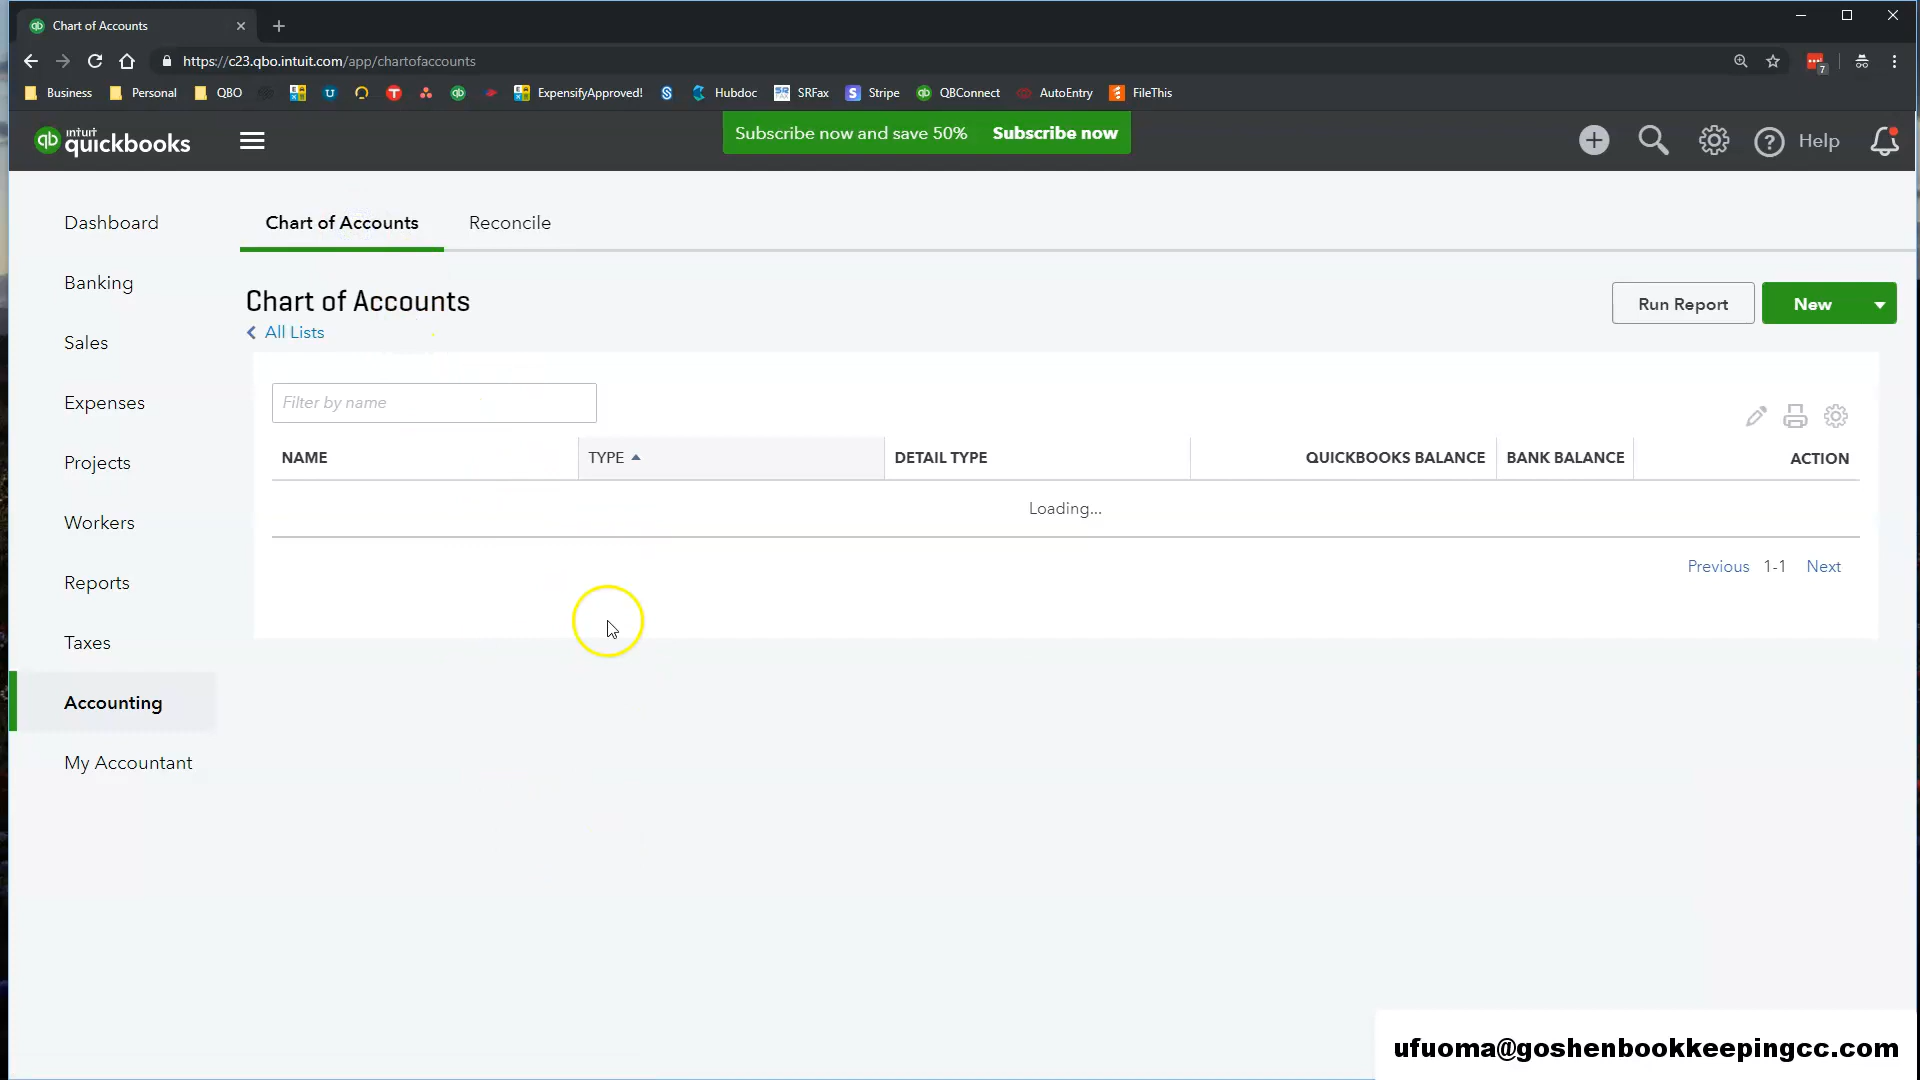 Chart of Accounts
https://c23.qbo.intuit.com/app/chartofaccounts
7
Business Personal QBO ExpensifyApproved! Hubdoc SRFax Stripe QBConnect AutoEntry FileThis
intuit quickbooks
Subscribe now and save 50% Subscribe now
Help
Dashboard
Banking
Sales
Expenses
Projects
Workers
Reports
Taxes
Accounting
My Accountant
Chart of Accounts Reconcile
Chart of Accounts
All Lists
Run Report New
Filter by name
NAME TYPE DETAIL TYPE QUICKBOOKS BALANCE BANK BALANCE ACTION
Loading...
Previous 1-1 Next
ufuoma@goshenbookkeepingcc.com